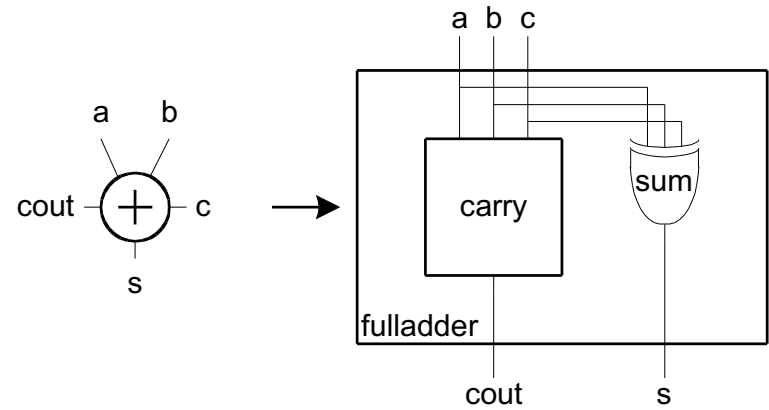 a b
cout + c
s
a b c
carry
sum
fulladder
cout s